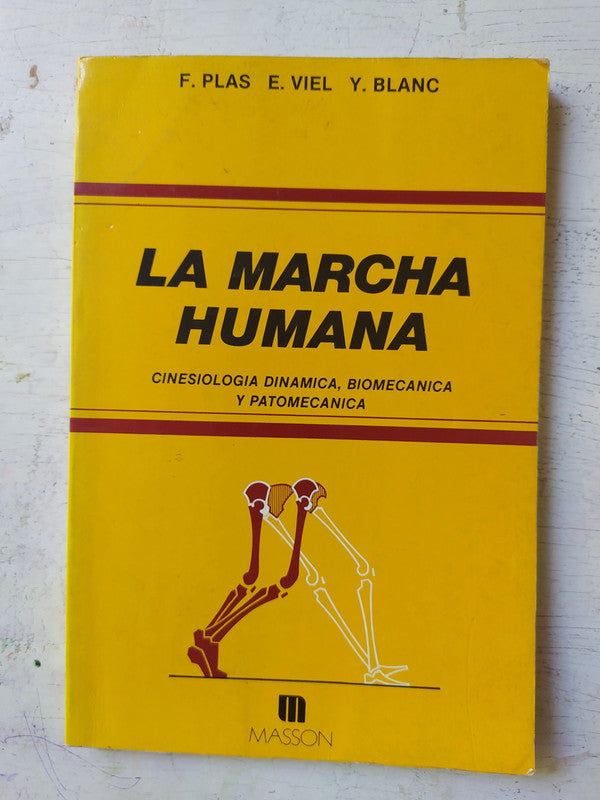 F. PLAS E. VIEL Y. BLANC
LA MARCHA
HUMANA
CINESIOLOGIA DINAMICA, BIOMECANICA
Y PATOMECANICA
MASSON